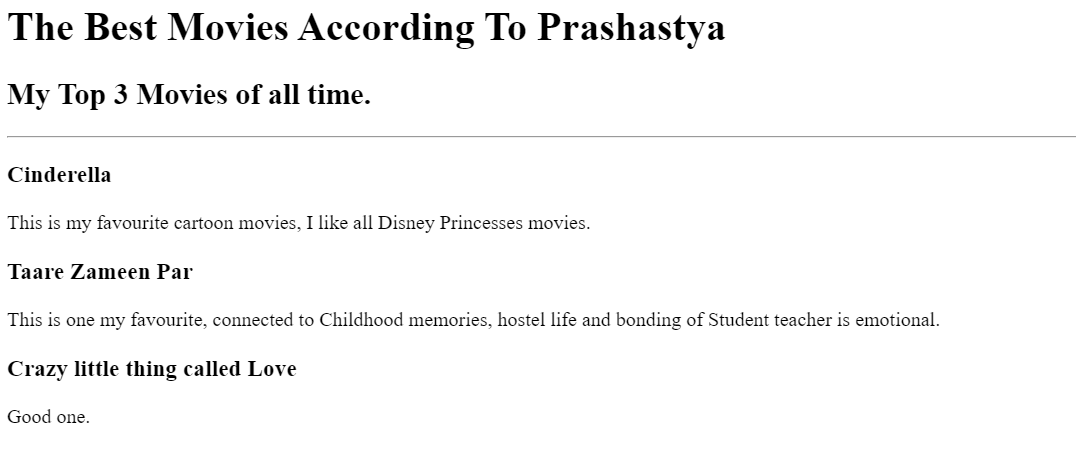 The Best Movies According To Prashastya
My Top 3 Movies of all time.
Cinderella
This is my favourite cartoon movies, I like all Disney Princesses movies.
Taare Zameen Par
This is one my favourite, connected to Childhood memories, hostel life and bonding of Student teacher is emotional.
Crazy little thing called Love
Good one.